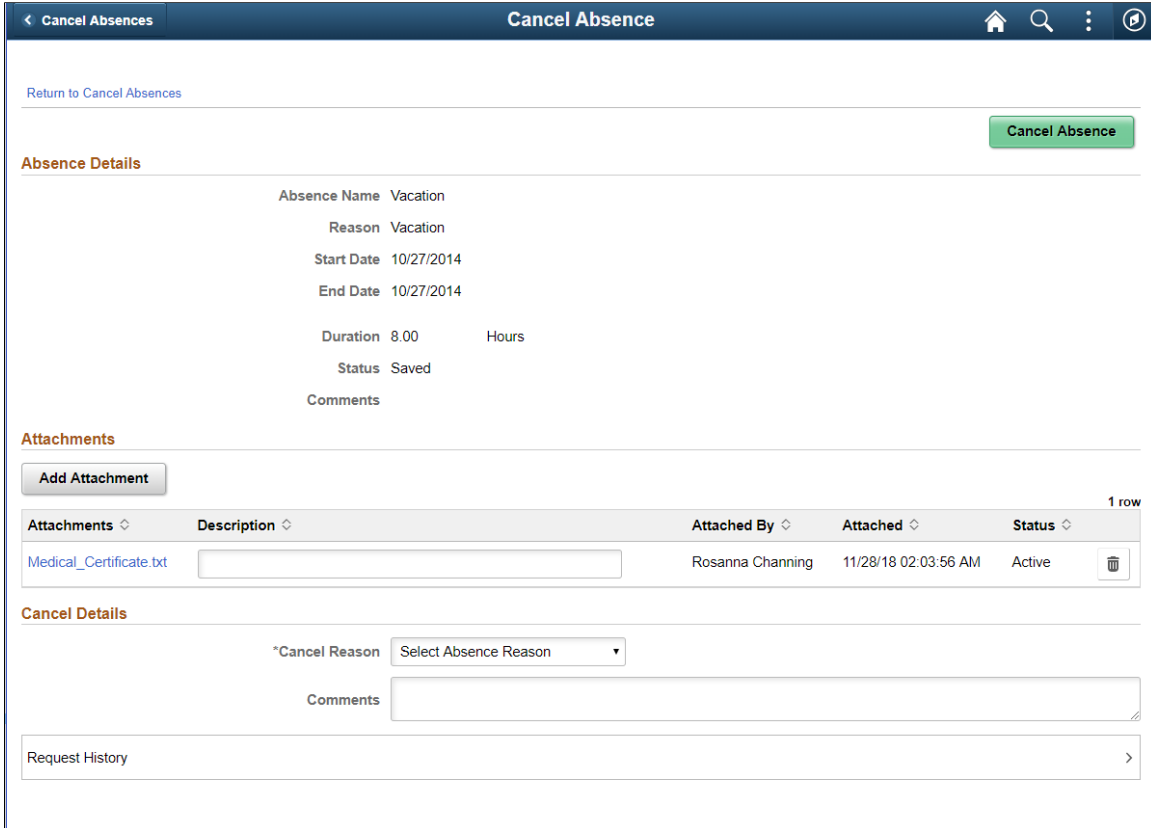 Cancel Absences
Cancel Absence
Return to Cancel Absences
Cancel Absence
Absence Details
Absence Name Vacation
Reason Vacation
Start Date 10/27/2014
End Date 10/27/2014
Duration 8.00 Hours
Status Saved
Comments
Attachments
Add Attachment
1 row
Attachments Description Attached By Attached Status
Medical_Certificate.txt Rosanna Channing 11/28/18 02:03:56 AM Active
Cancel Details
*Cancel Reason Select Absence Reason
Comments
Request History